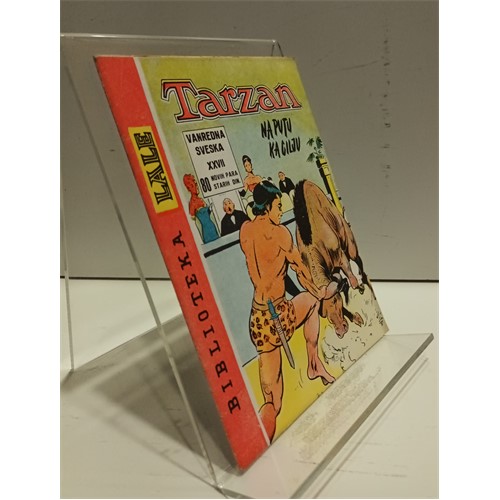 BIBLIOTEKA LALE
Tarzan
VANREDNA
SVESKA
XXVII
80 NOVIH PARA
STARIH DIN.
NA PUTU
KA CILJU